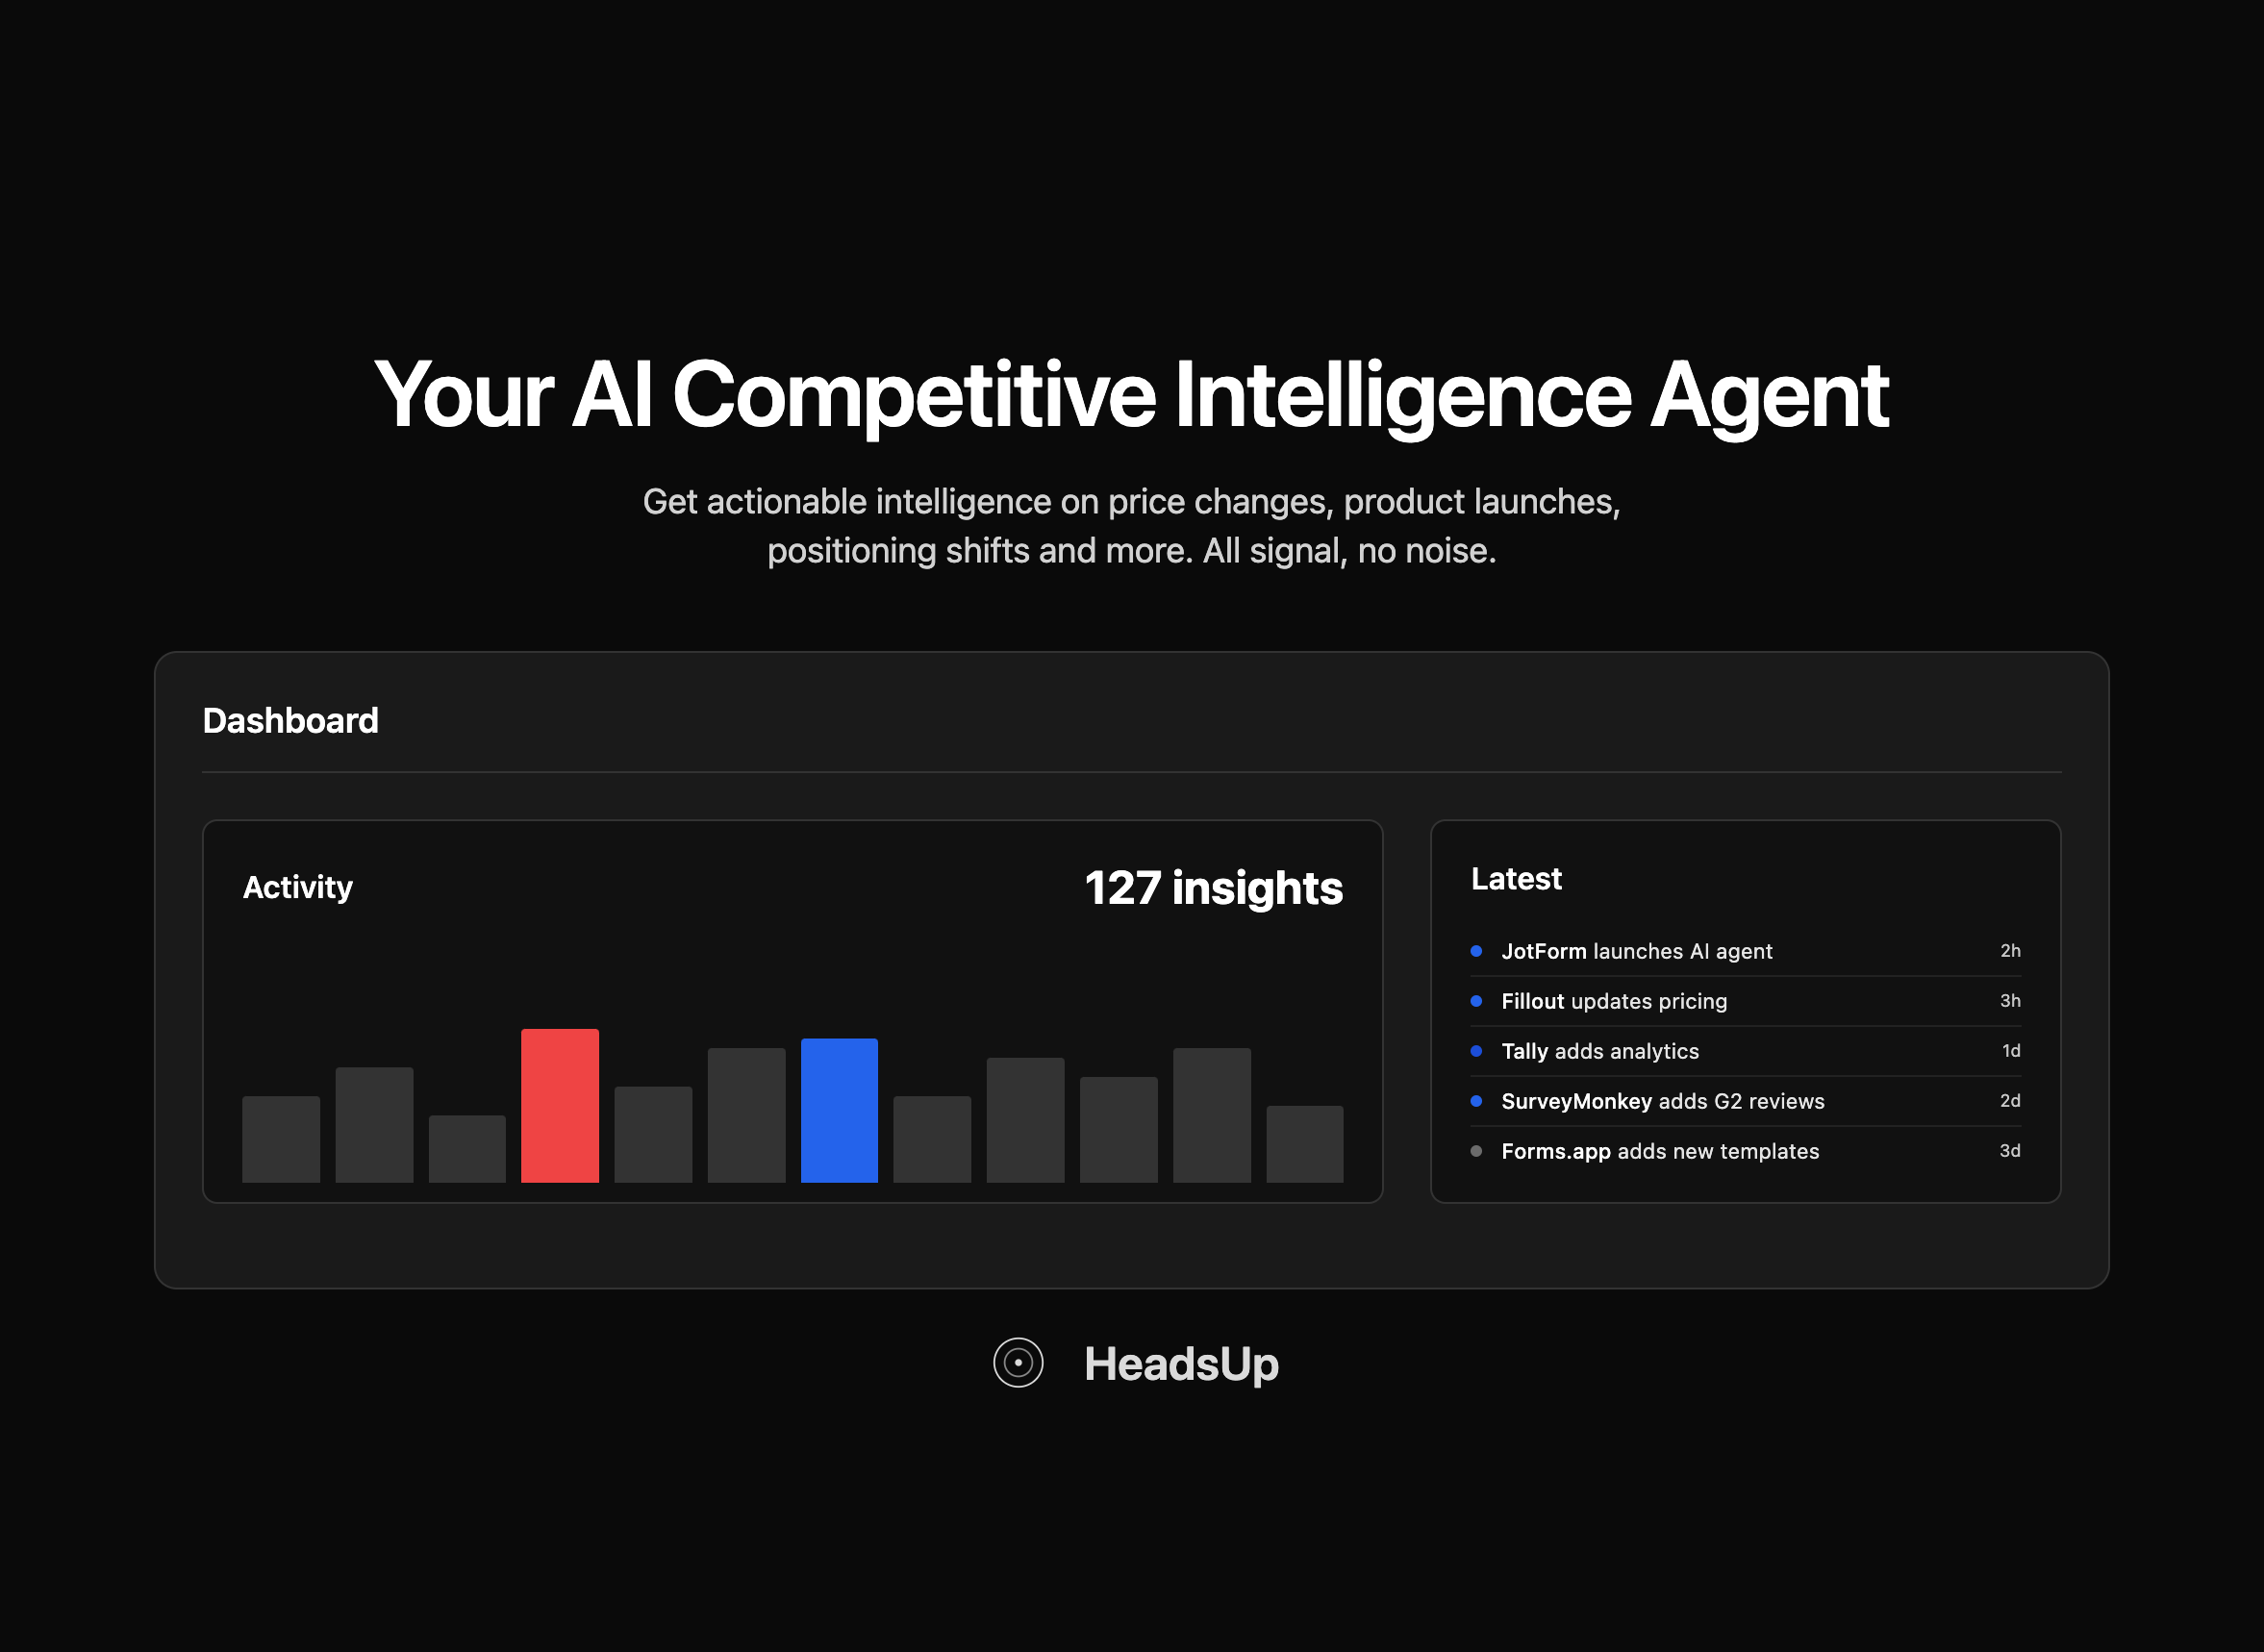 Your AI Competitive Intelligence Agent
Get actionable intelligence on price changes, product launches,
positioning shifts and more. All signal, no noise.
Dashboard
Activity
127 insights
Latest
JotForm launches AI agent 2h
Fillout updates pricing 3h
Tally adds analytics 1d
SurveyMonkey adds G2 reviews 2d
Forms.app adds new templates 3d
HeadsUp